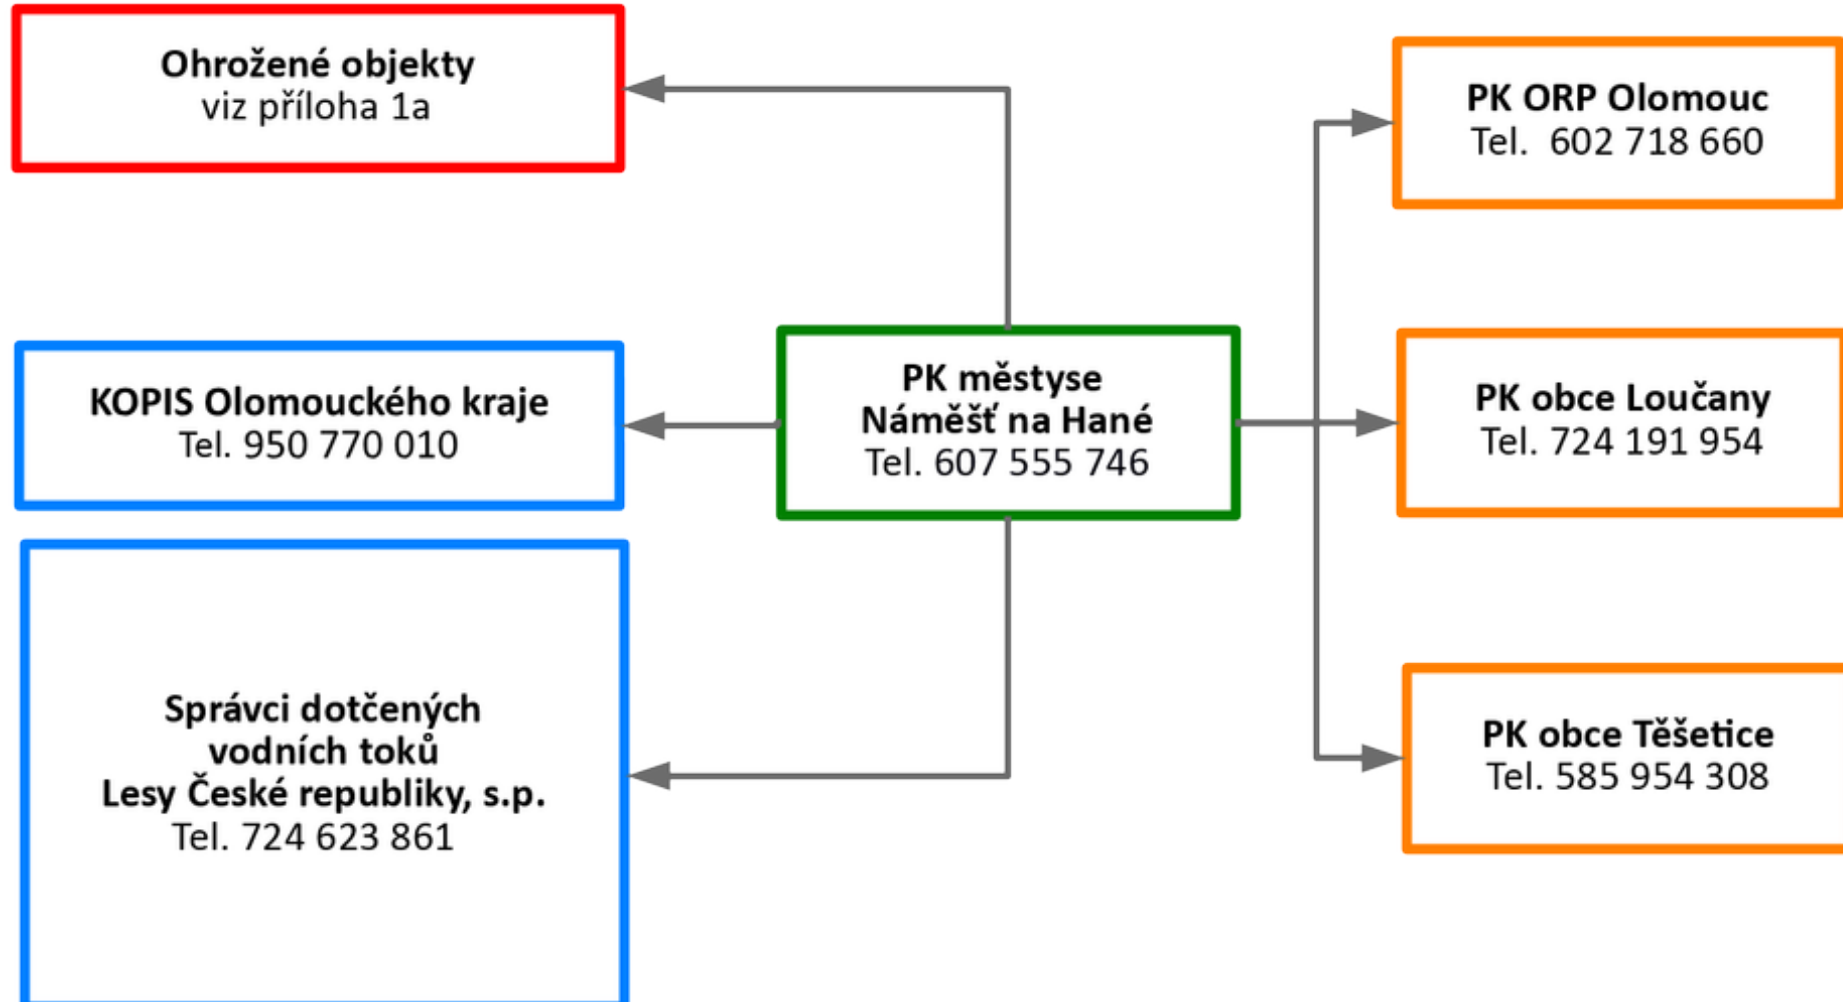 Ohrožené objekty
viz příloha 1a
KOPIS Olomouckého kraje
Tel. 950 770 010
Správci dotčených
vodních toků
Lesy České republiky, s.p.
Tel. 724 623 861
PK městyse
Náměšť na Hané
Tel. 607 555 746
PK ORP Olomouc
Tel. 602 718 660
PK obce Loučany
Tel. 724 191 954
PK obce Těšetice
Tel. 585 954 308